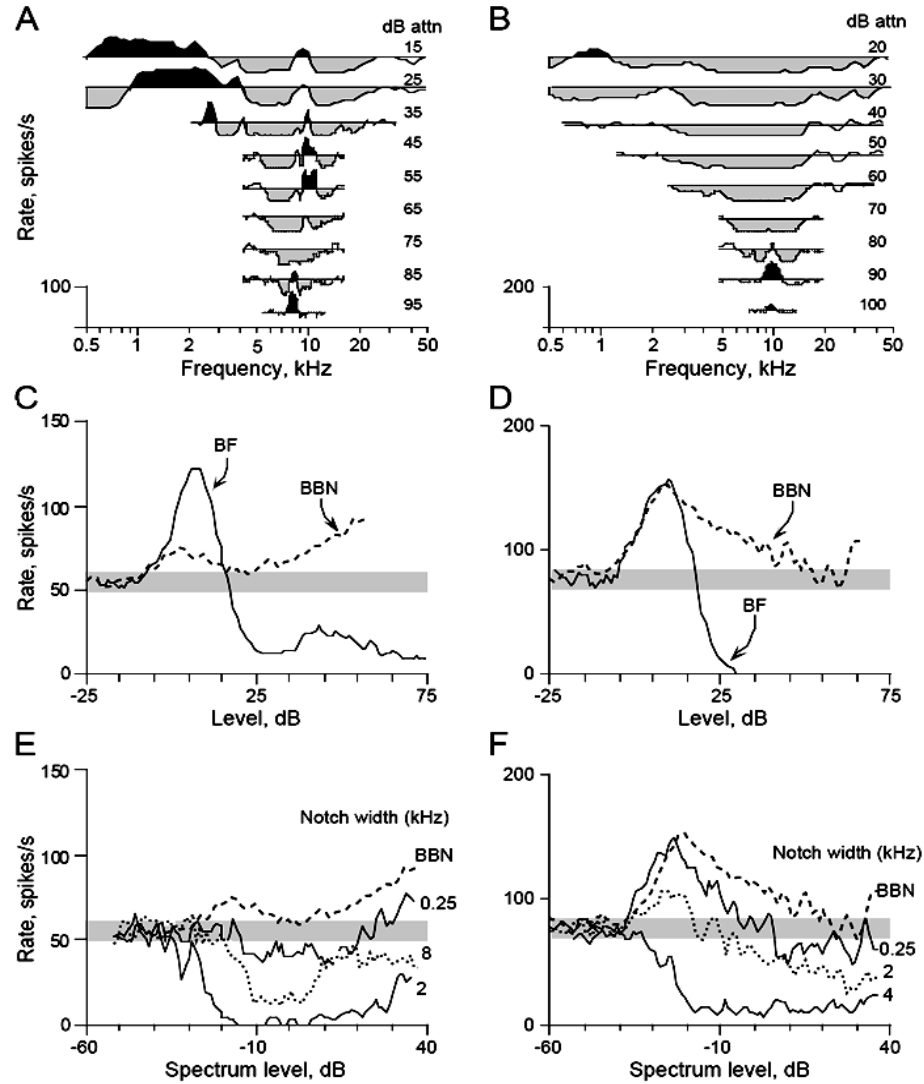 A
B
dB attn
15
25
35
45
55
65
75
85
95
Rate, spikes/s
100
0.5 1 2 5 10 20 50
Frequency, kHz
dB attn
20
30
40
50
60
70
80
90
100
200
0.5 1 2 5 10 20 50
Frequency, kHz
C
D
150
100
50
0
Rate, spikes/s
BF
BBN
-25 25 75
Level, dB
200
100
0
BBN
BF
-25 25 75
Level, dB
E
F
150
100
50
0
Rate, spikes/s
Notch width (kHz)
BBN
0.25
8
2
-60 -10 40
Spectrum level, dB
200
100
0
Notch width (kHz)
BBN
0.25
2
4
-60 -10 40
Spectrum level, dB